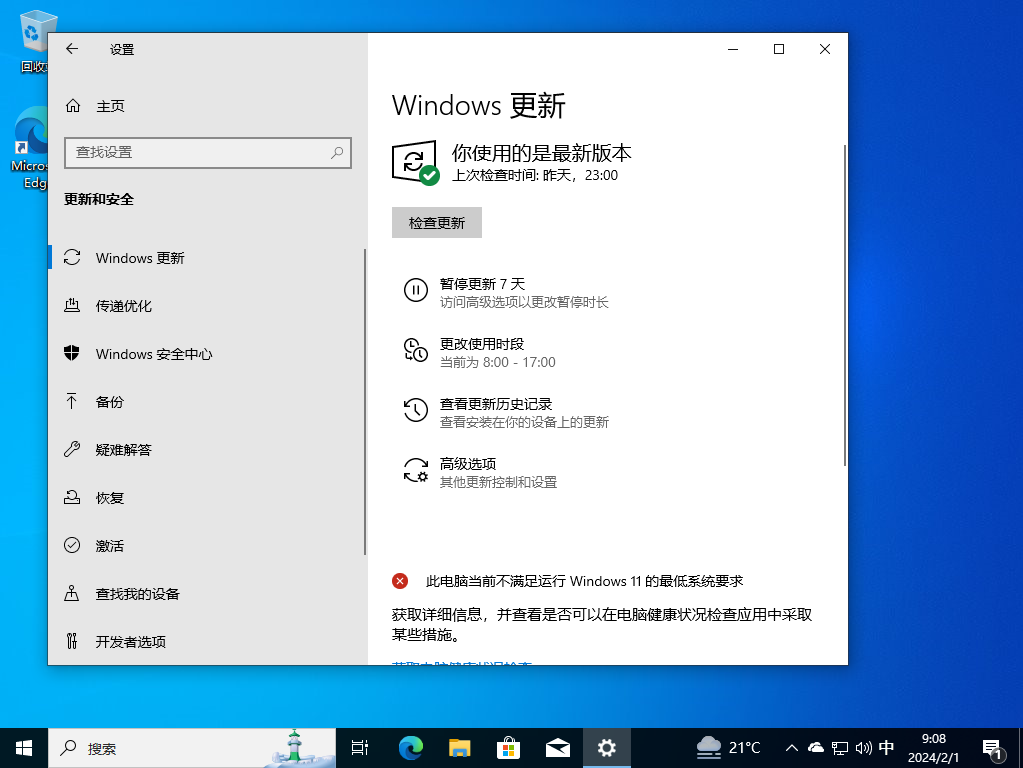 回收
Micros
Edg
设置
主页
查找设置
更新和安全
Windows 更新
传递优化
Windows 安全中心
备份
疑难解答
恢复
激活
查找我的设备
开发者选项
Windows 更新
你使用的是最新版本
上次检查时间: 昨天，23:00
检查更新
暂停更新 7 天
访问高级选项以更改暂停时长
更改使用时段
当前为 8:00 - 17:00
查看更新历史记录
查看安装在你的设备上的更新
高级选项
其他更新控制和设置
此电脑当前不满足运行 Windows 11 的最低系统要求
获取详细信息，并查看是否可以在电脑健康状况检查应用中采取
某些措施。
获取电脑健康状况检查
搜索
21°C
中
9:08
2024/2/1
1